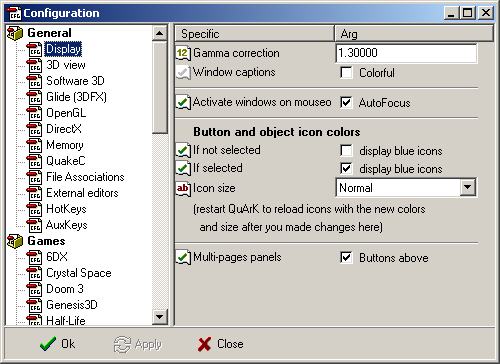 Configuration
General
Display
3D view
Software 3D
Glide (3DFX)
OpenGL
DirectX
Memory
QuakeC
File Associations
External editors
HotKeys
AuxKeys
Games
6DX
Crystal Space
Doom 3
Genesis3D
Half-Life
Specific Arg
12 Gamma correction 1.30000
Window captions Colorful
Activate windows on mouseo AutoFocus
Button and object icon colors
If not selected display blue icons
If selected display blue icons
ab Icon size Normal
(restart QuArK to reload icons with the new colors
and size after you made changes here)
Multi-pages panels Buttons above
Ok Apply Close